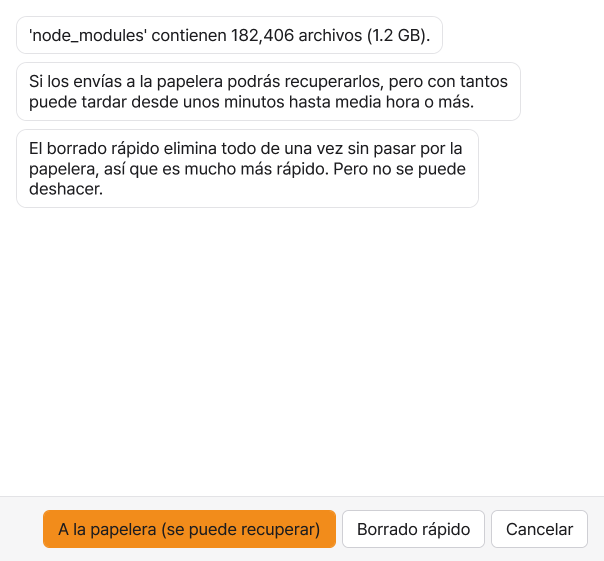 'node_modules' contienen 182,406 archivos (1.2 GB).
Si los envías a la papelera podrás recuperarlos, pero con tantos
puede tardar desde unos minutos hasta media hora o más.
El borrado rápido elimina todo de una vez sin pasar por la
papelera, así que es mucho más rápido. Pero no se puede
deshacer.
A la papelera (se puede recuperar)
Borrado rápido
Cancelar